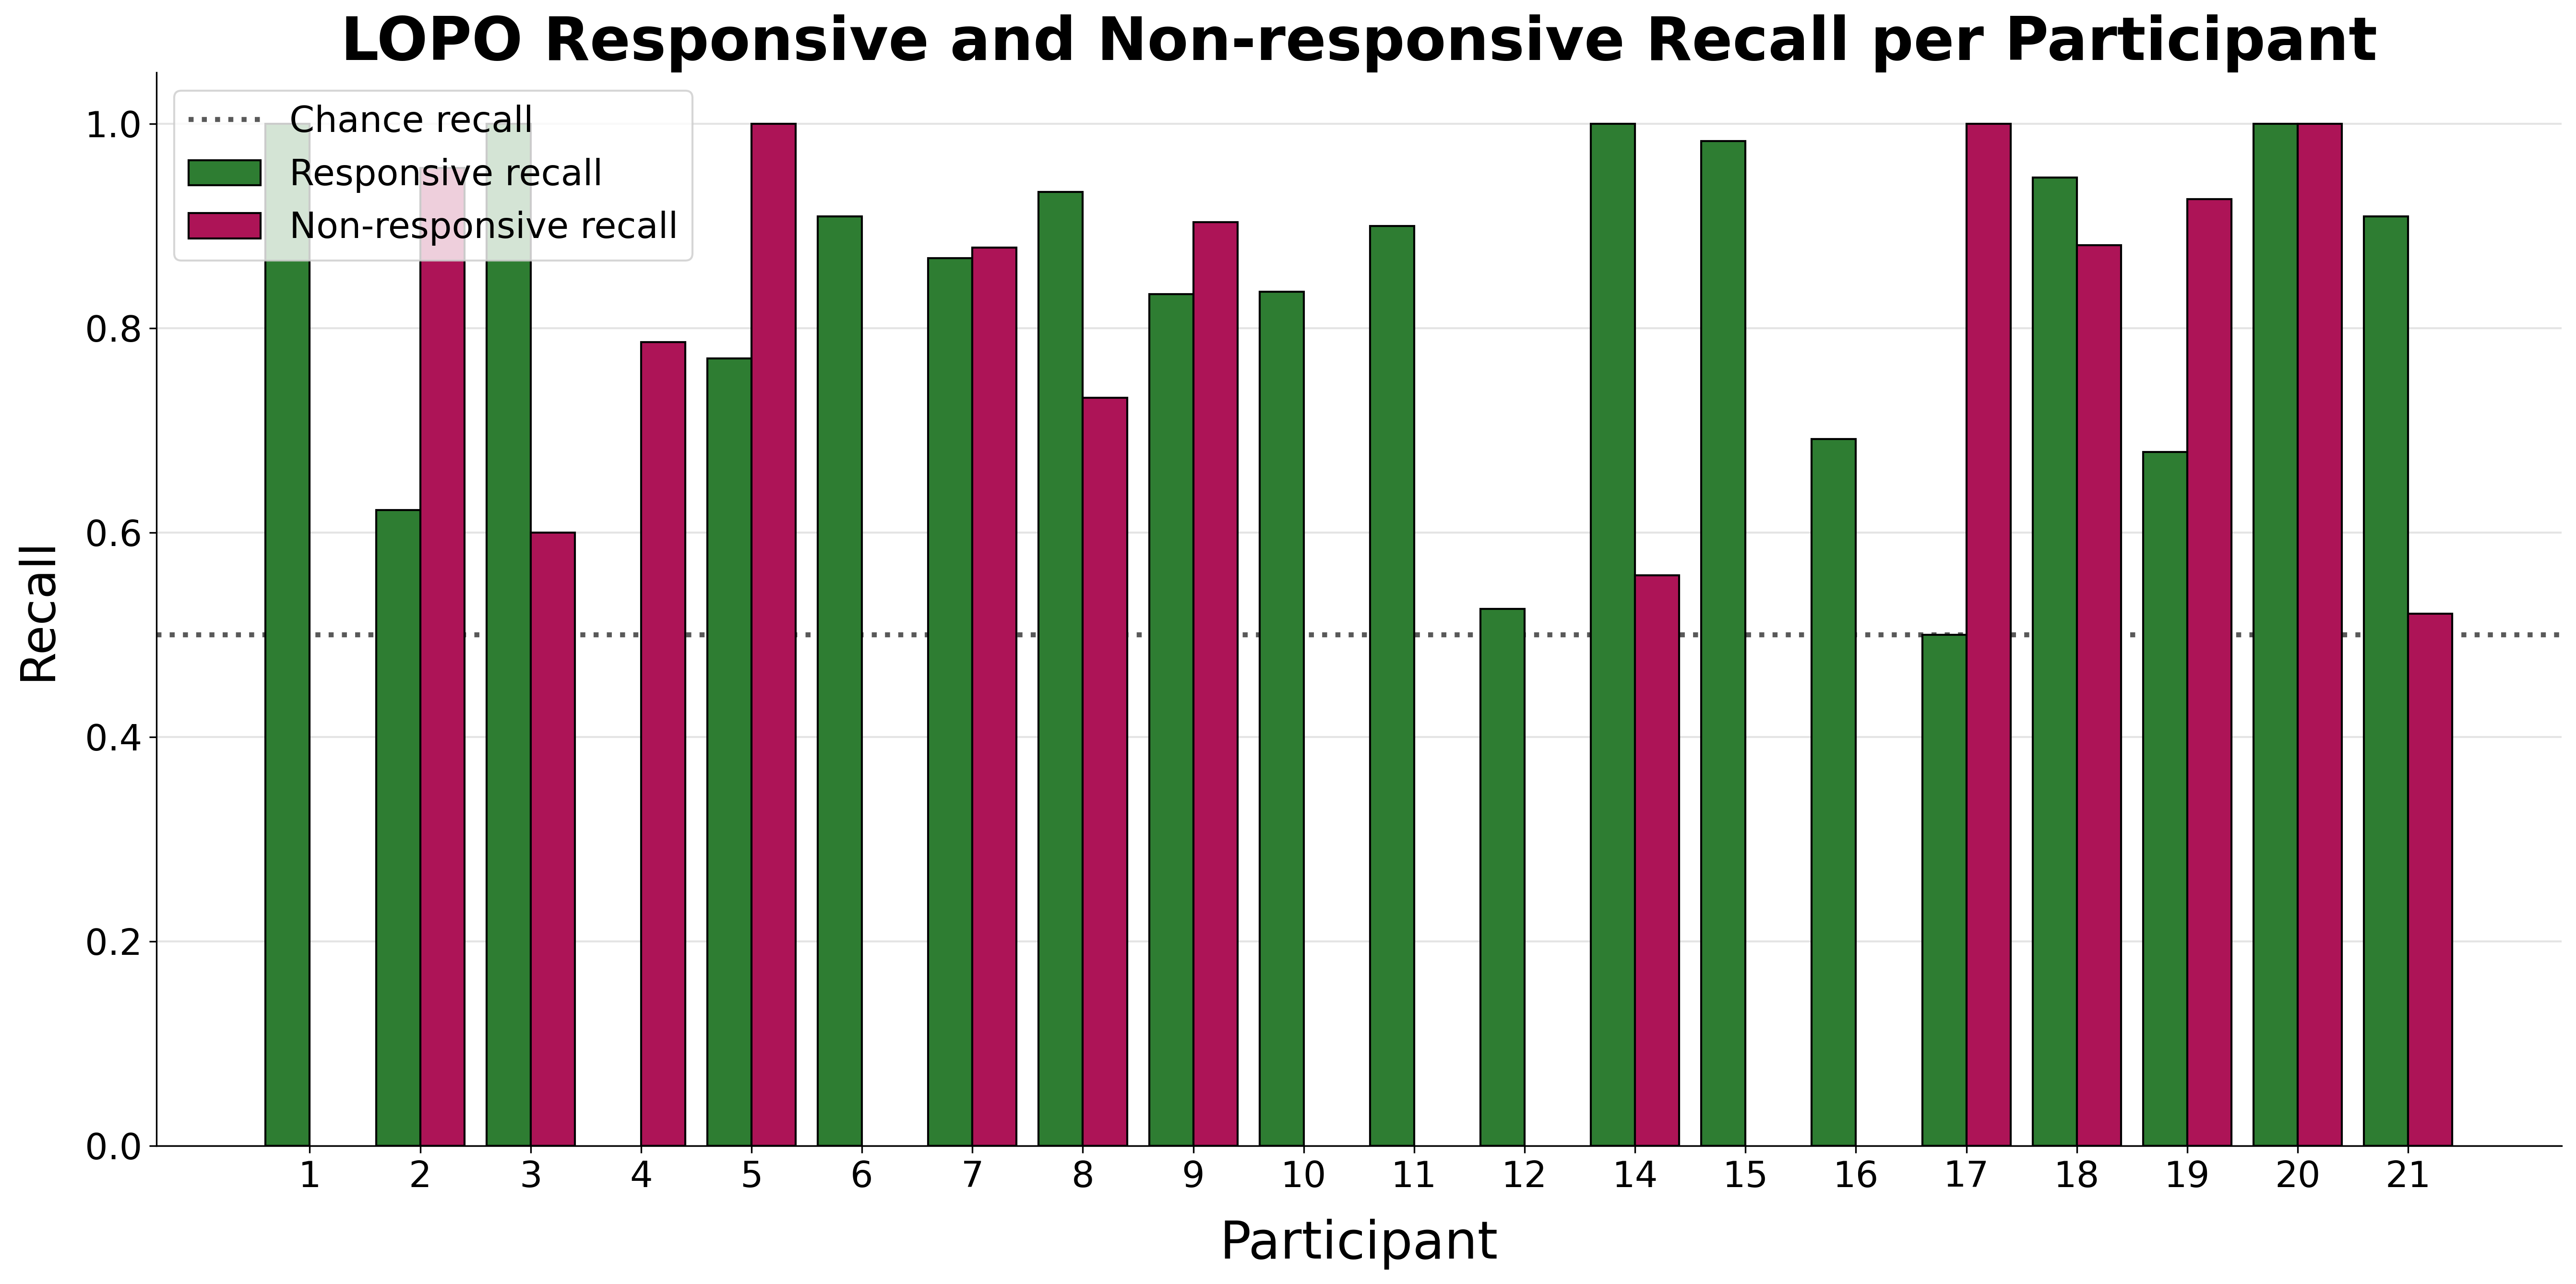 LOPO Responsive and Non-responsive Recall per Participant
Chance recall
Responsive recall
Non-responsive recall
Recall
1.0
0.8
0.6
0.4
0.2
0.0
1 2 3 4 5 6 7 8 9 10 11 12 14 15 16 17 18 19 20 21
Participant